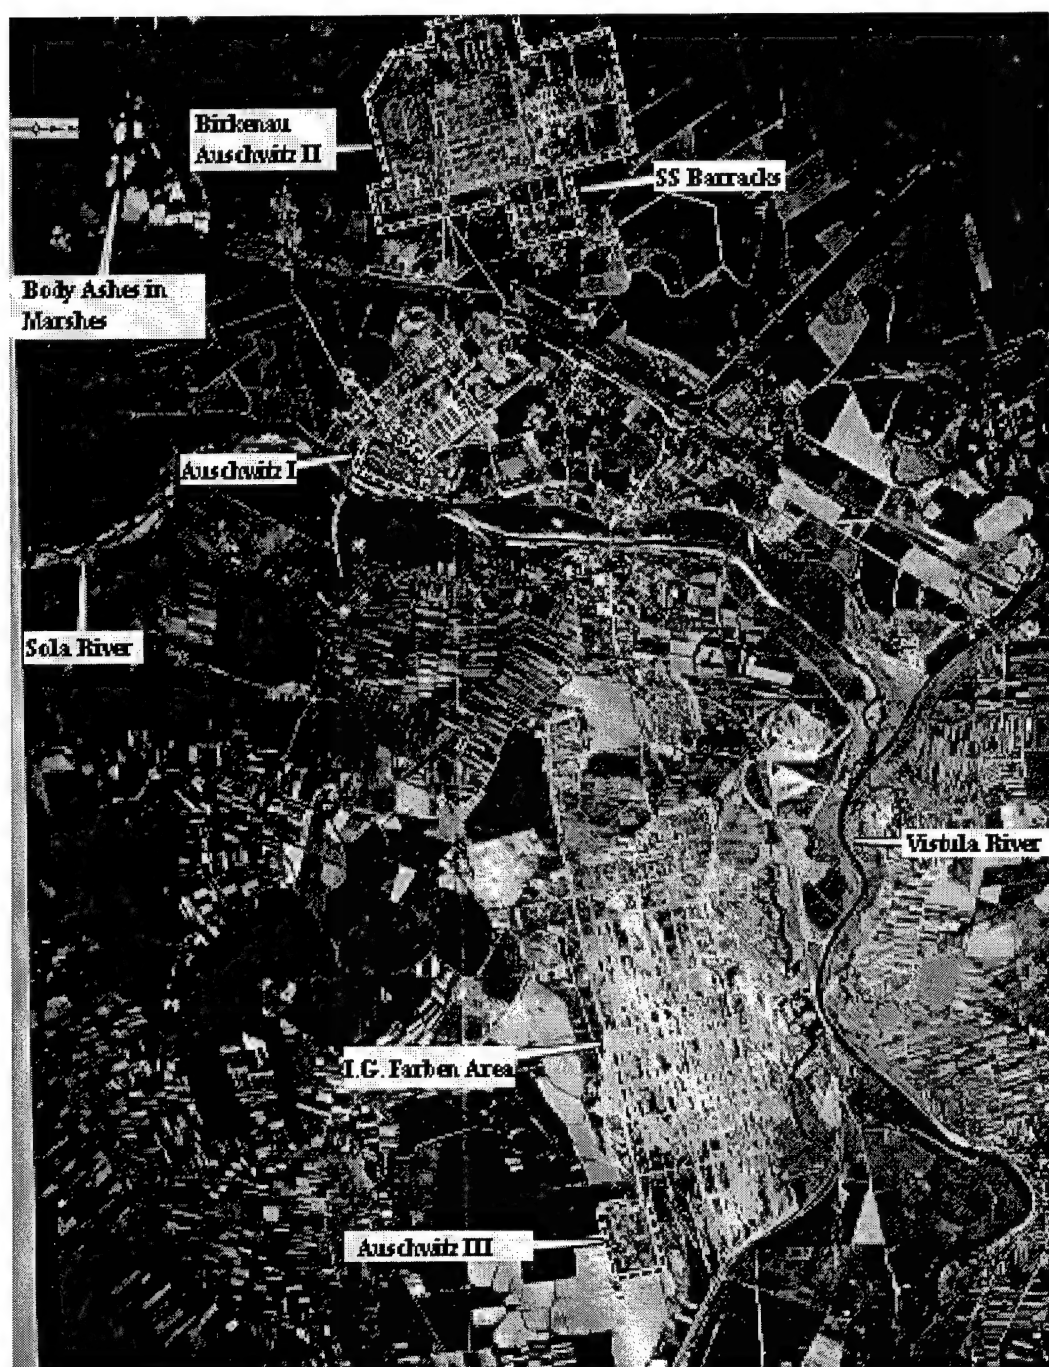 Birkenau
Auschwitz II
SS Barracks
Body Ashes in
Marshes
Auschwitz I
Sola River
Vistula River
I.G. Farben Area
Auschwitz III